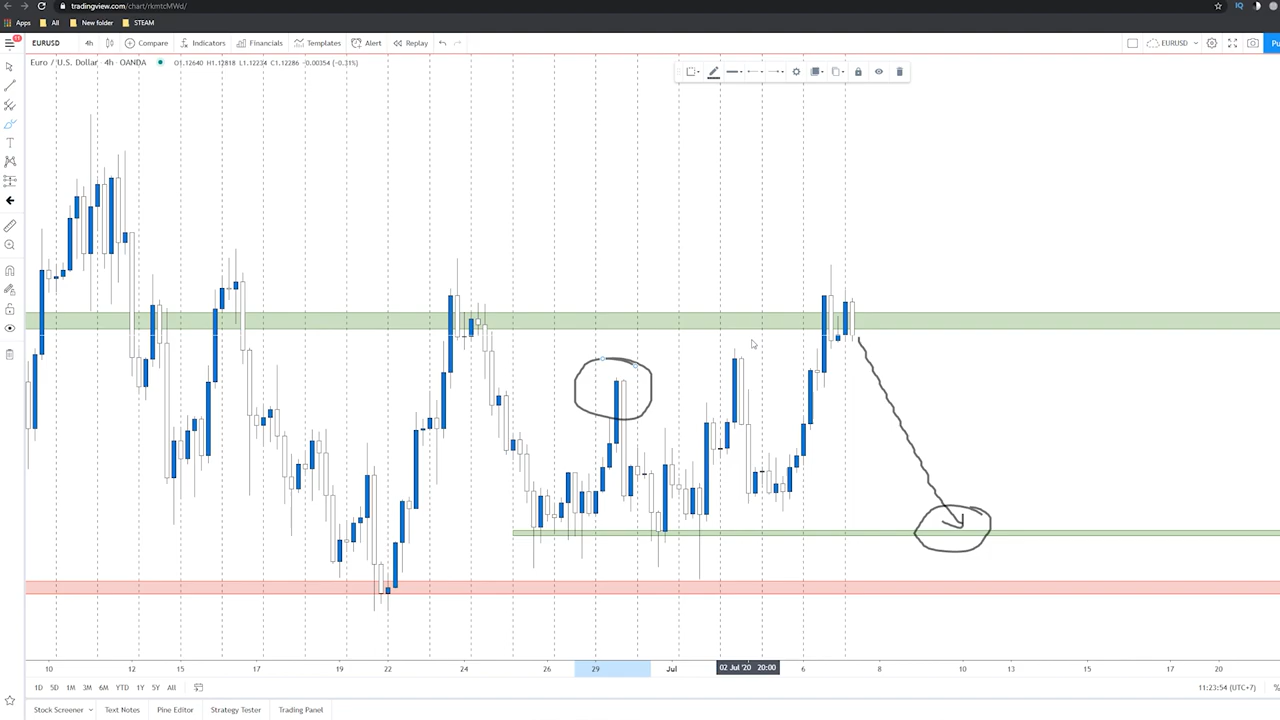 tradingview.com/chart/rkmtcMWd/
Apps All New folder STEAM
11
EURUSD 4h Compare Indicators Financials Templates Alert Replay EURUSD Pu
Euro / U.S. Dollar · 4h · OANDA O1.12640 H1.12818 L1.12234 C1.12286 -0.00354 (-0.31%)
10 12 15 17 19 22 24 26 29 Jul 02 Jul '20 20:00 6 8 10 13 15 17 20
1D 5D 1M 3M 6M YTD 1Y 5Y All 11:23:54 (UTC+7) %
Stock Screener Text Notes Pine Editor Strategy Tester Trading Panel